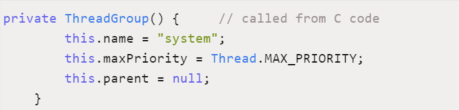 private ThreadGroup() {     // called from C code
        this.name = "system";
        this.maxPriority = Thread.MAX_PRIORITY;
        this.parent = null;
    }